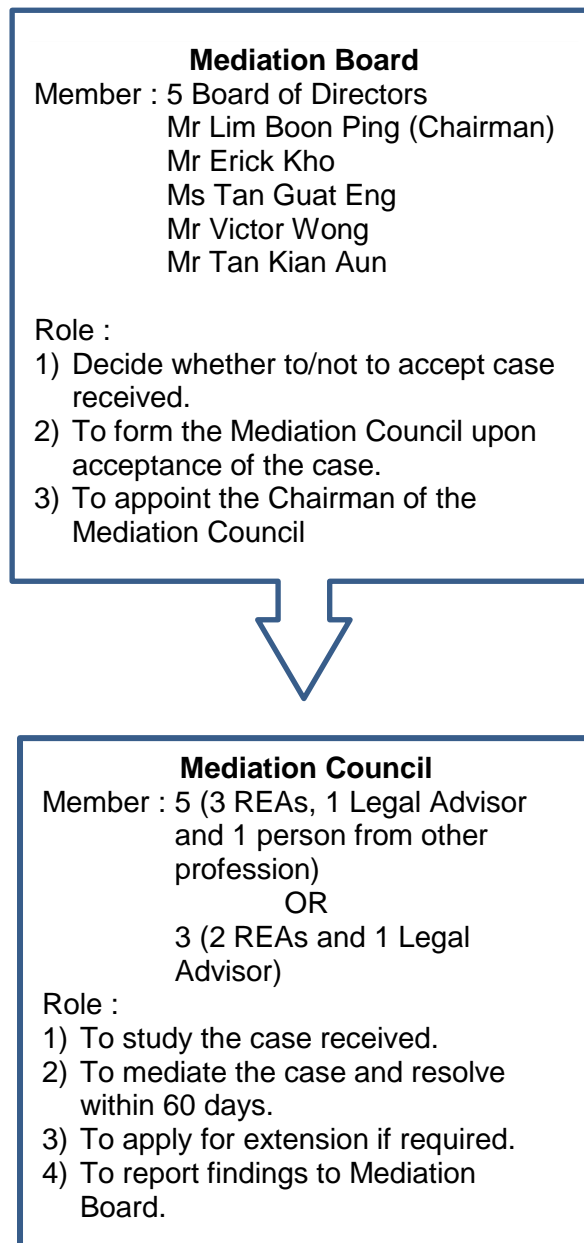 Mediation Board
Member : 5 Board of Directors
Mr Lim Boon Ping (Chairman)
Mr Erick Kho
Ms Tan Guat Eng
Mr Victor Wong
Mr Tan Kian Aun
Role :
1) Decide whether to/not to accept case
received.
2) To form the Mediation Council upon
acceptance of the case.
3) To appoint the Chairman of the
Mediation Council
Mediation Council
Member : 5 (3 REAs, 1 Legal Advisor
and 1 person from other
profession)
OR
3 (2 REAs and 1 Legal
Advisor)
Role :
1) To study the case received.
2) To mediate the case and resolve
within 60 days.
3) To apply for extension if required.
4) To report findings to Mediation
Board.